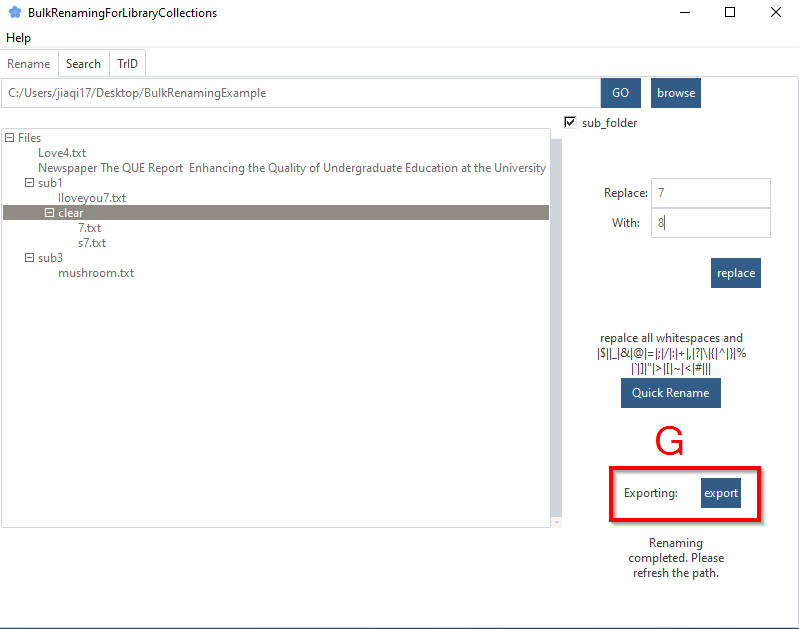 BulkRenamingForLibraryCollections
Help
Rename Search TrID
C:/Users/jiaqi17/Desktop/BulkRenamingExample GO browse
sub_folder
Files
Love4.txt
Newspaper The QUE Report  Enhancing the Quality of Undergraduate Education at the University
sub1
Iloveyou7.txt
clear
7.txt
s7.txt
sub3
mushroom.txt
Replace: 7
With: 8
replace
repalce all whitespaces and
|$||_|&|@|=|;|/|:|+|,|?|\|{|^|}|%
|`|]|"|>|[|~|<|#|||
Quick Rename
G
Exporting: export
Renaming
completed. Please
refresh the path.